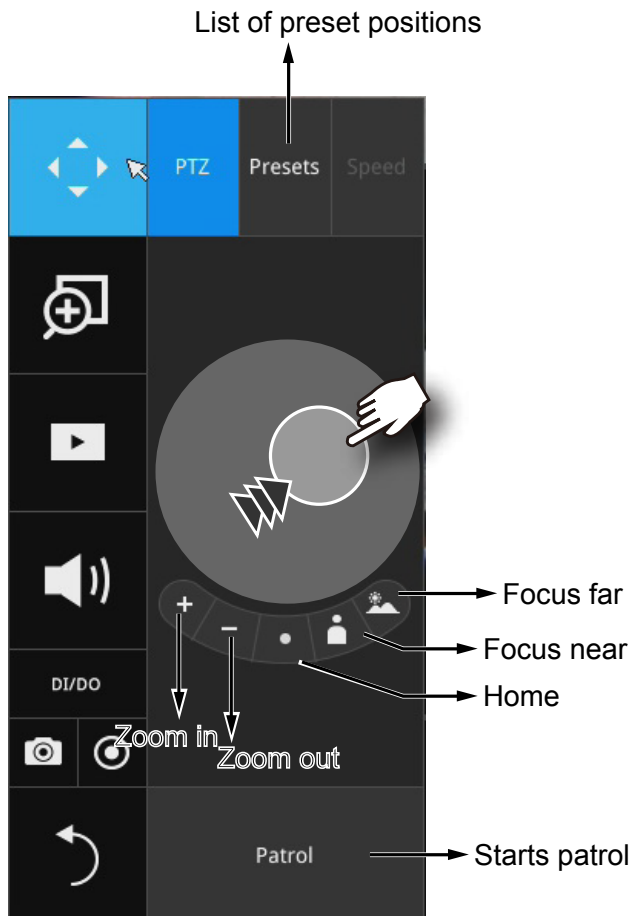 List of preset positions
PTZ
Presets
Speed
Focus far
Focus near
Home
DI/DO
Zoom in
Zoom out
Patrol
Starts patrol